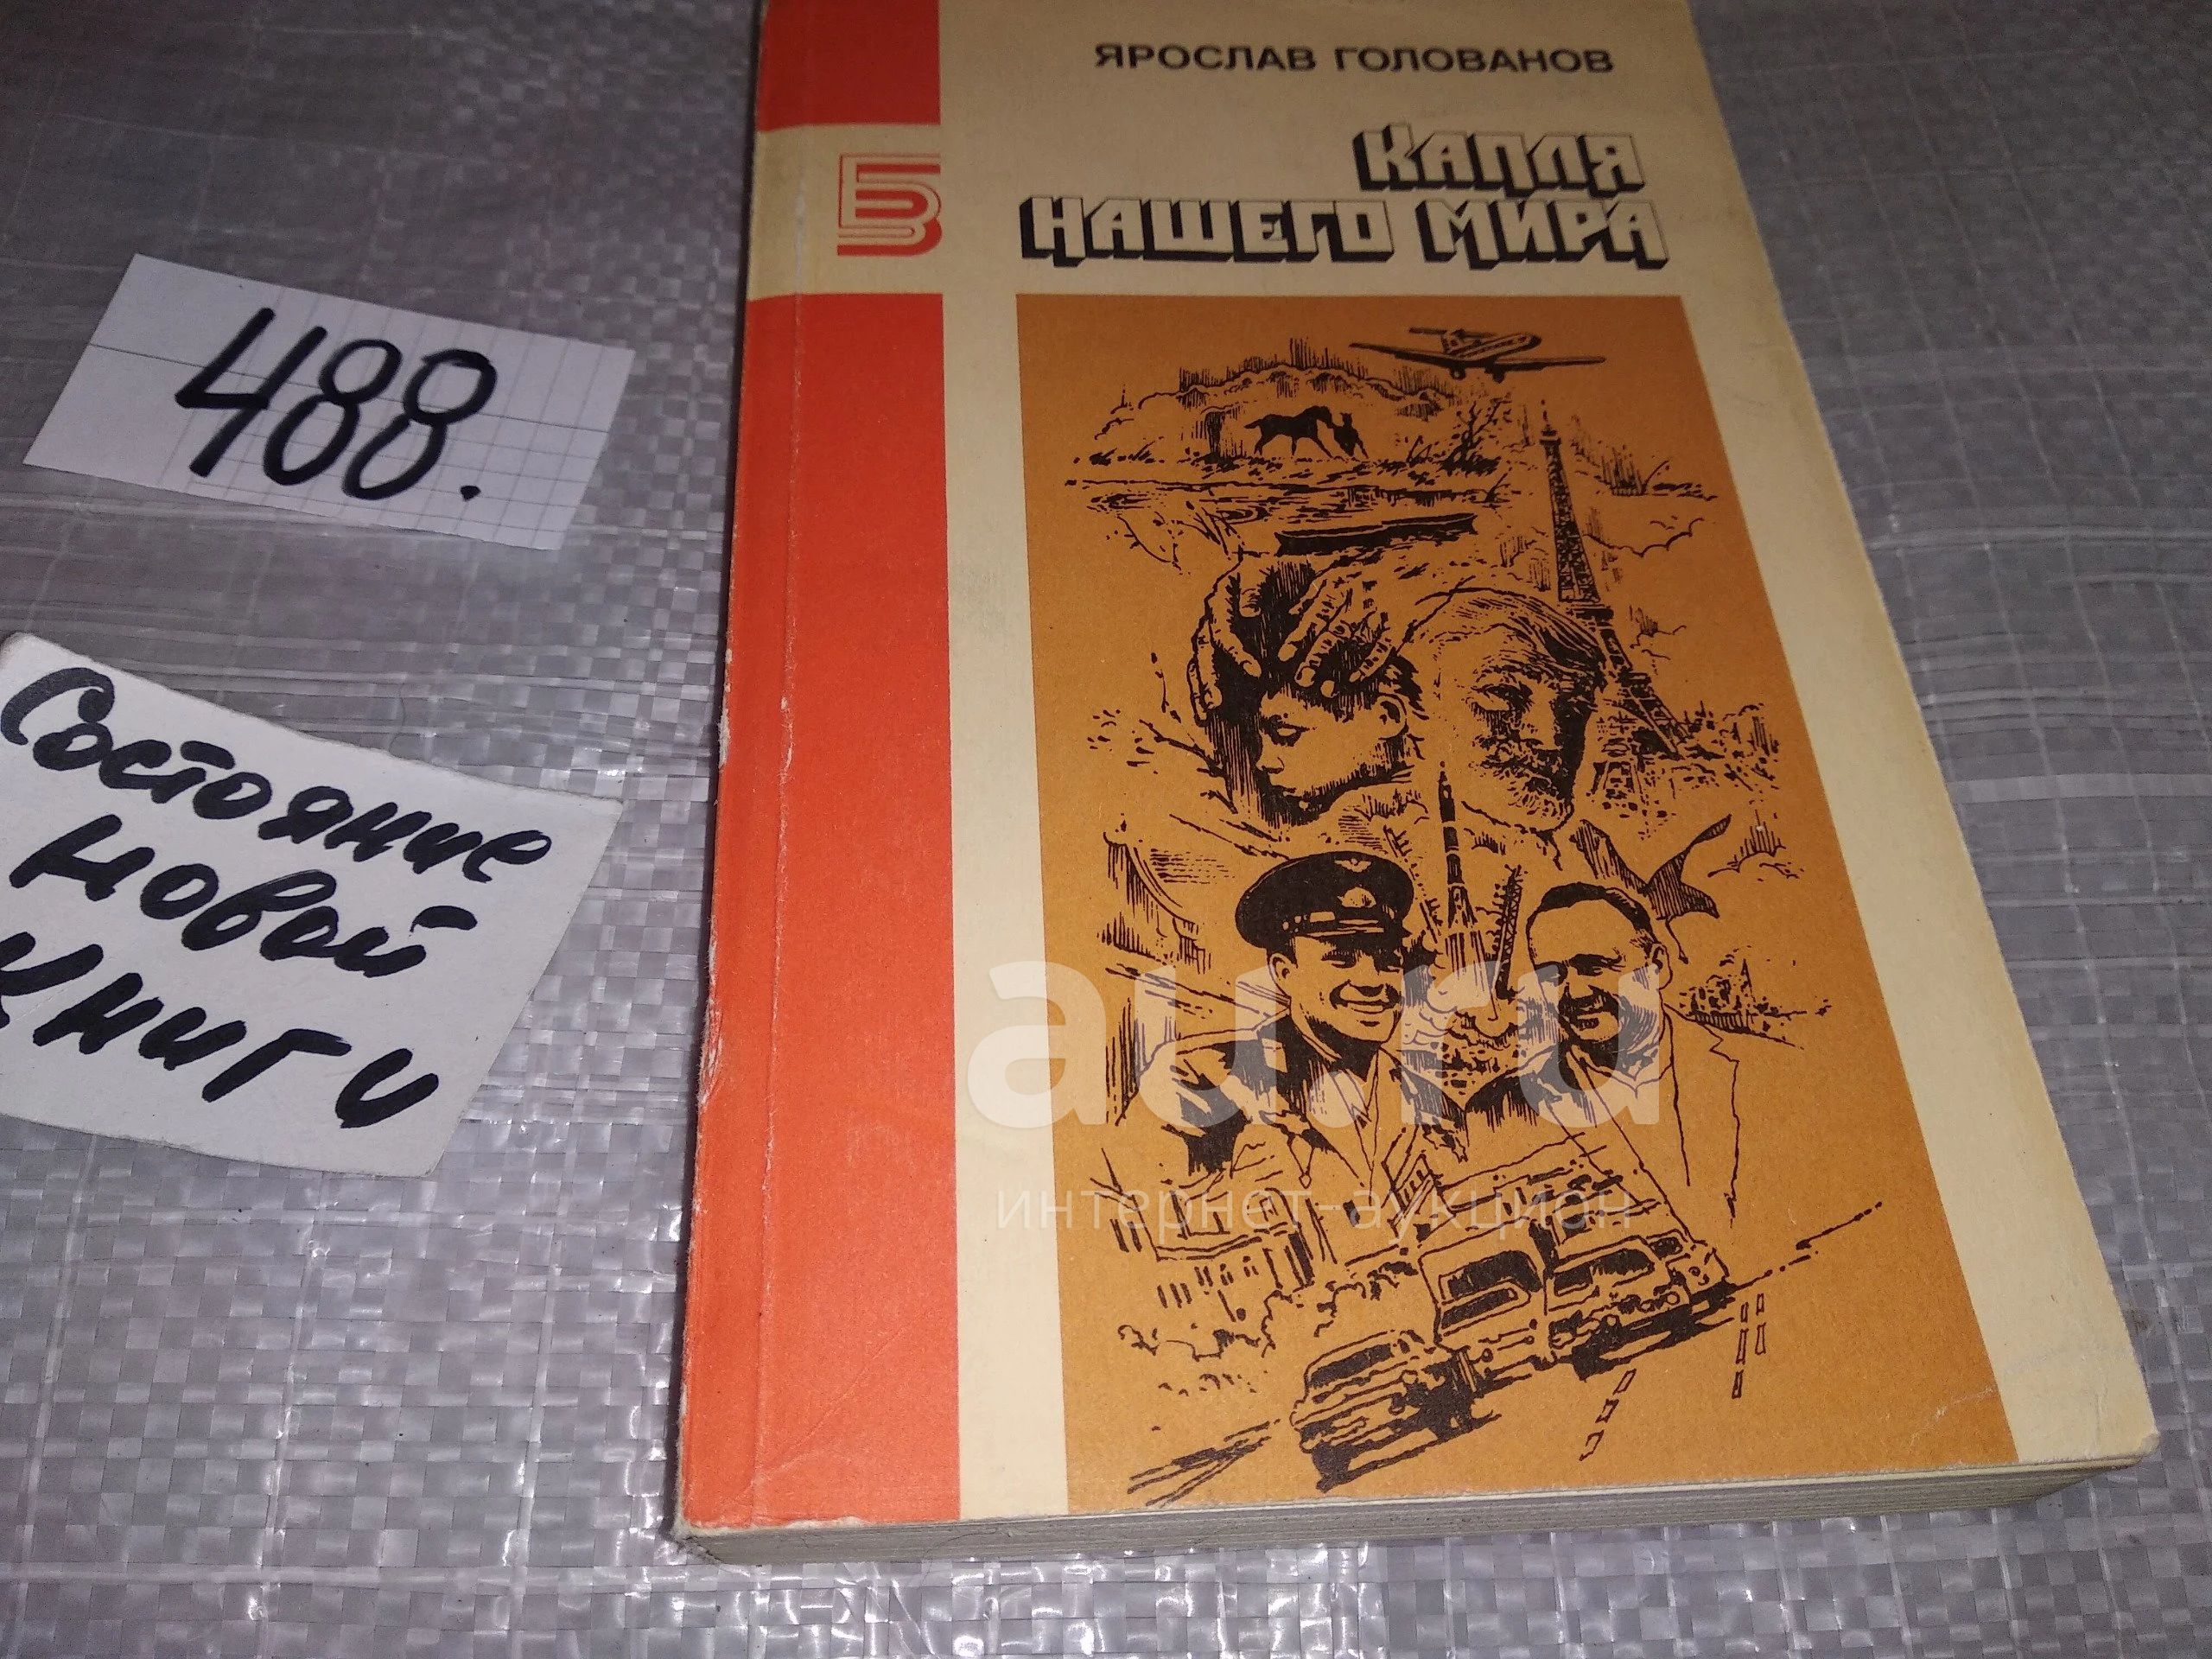 ЯРОСЛАВ ГОЛОВАНОВ
КАПЛЯ
НАШЕГО МИРА
488.
Состояние
новой
книги
au.ru
интернет-аукцион